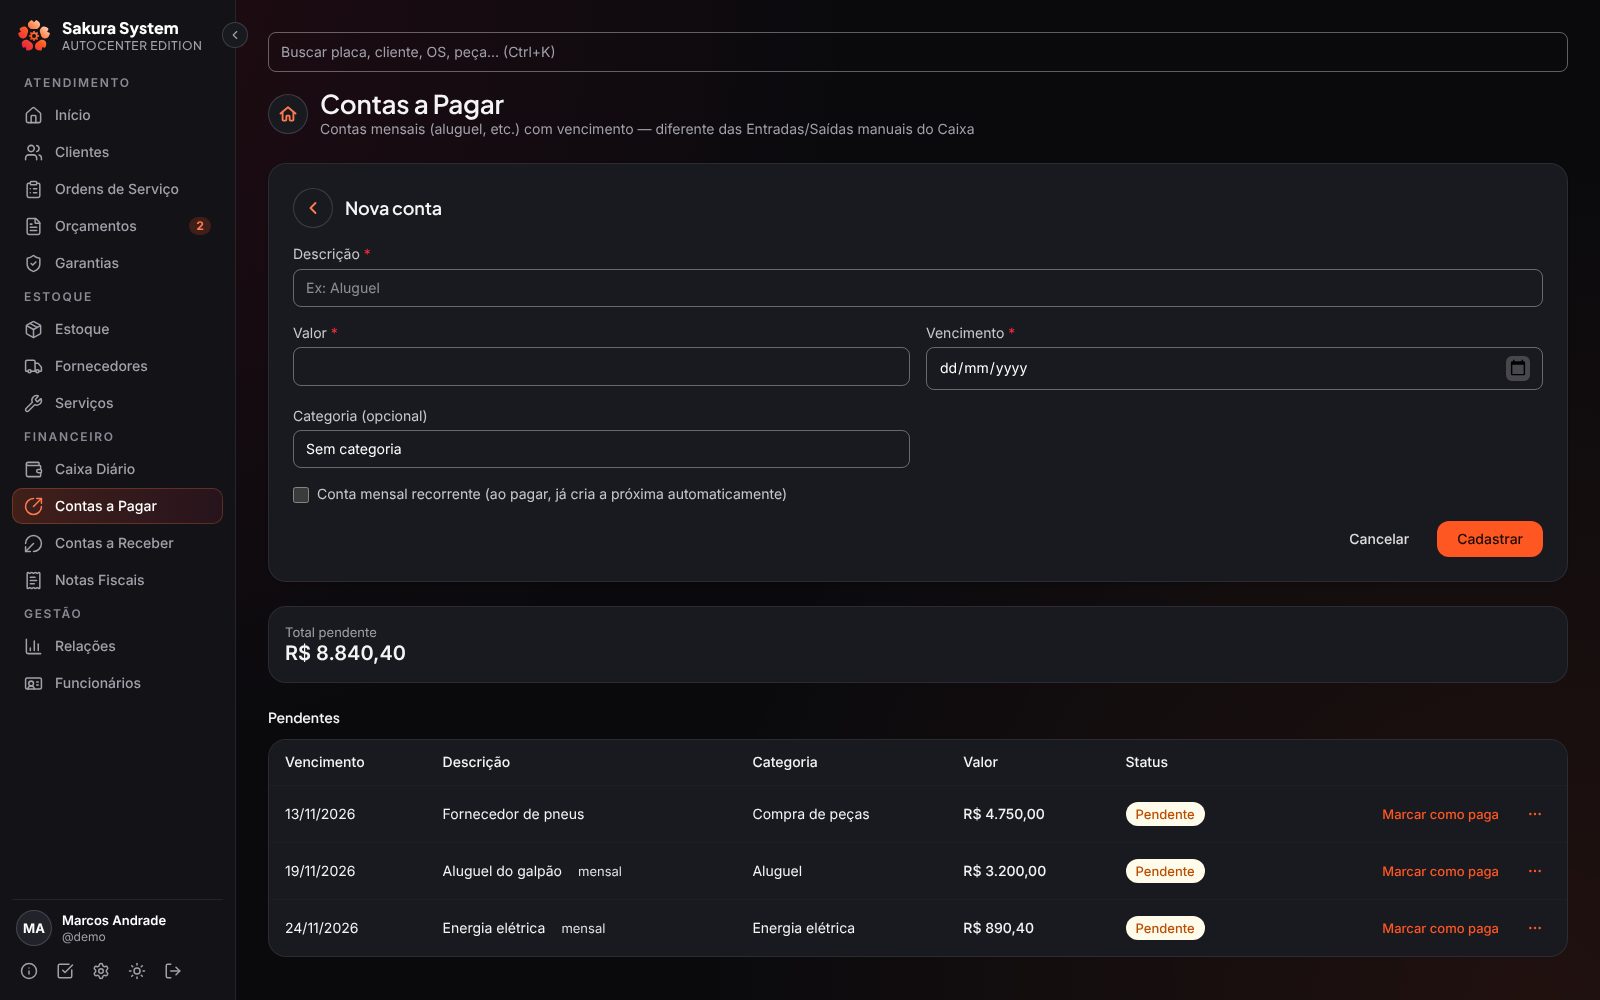 Sakura System
AUTOCENTER EDITION
ATENDIMENTO
Início
Clientes
Ordens de Serviço
Orçamentos 2
Garantias
ESTOQUE
Estoque
Fornecedores
Serviços
FINANCEIRO
Caixa Diário
Contas a Pagar
Contas a Receber
Notas Fiscais
GESTÃO
Relações
Funcionários
MA
Marcos Andrade
@demo
Buscar placa, cliente, OS, peça... (Ctrl+K)
Contas a Pagar
Contas mensais (aluguel, etc.) com vencimento — diferente das Entradas/Saídas manuais do Caixa
Nova conta
Descrição *
Ex: Aluguel
Valor *
Vencimento *
dd/mm/yyyy
Categoria (opcional)
Sem categoria
Conta mensal recorrente (ao pagar, já cria a próxima automaticamente)
Cancelar
Cadastrar
Total pendente
R$ 8.840,40
Pendentes
Vencimento Descrição Categoria Valor Status
13/11/2026 Fornecedor de pneus Compra de peças R$ 4.750,00 Pendente Marcar como paga ···
19/11/2026 Aluguel do galpão mensal Aluguel R$ 3.200,00 Pendente Marcar como paga ···
24/11/2026 Energia elétrica mensal Energia elétrica R$ 890,40 Pendente Marcar como paga ···